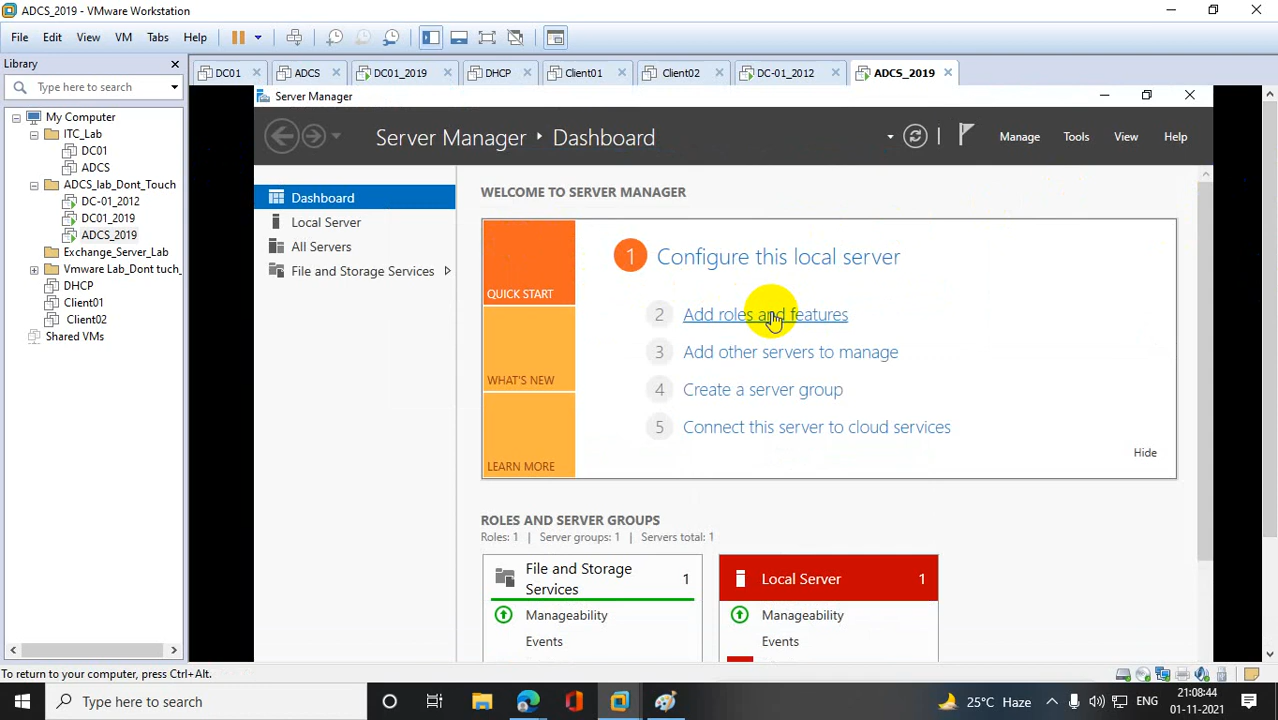 ADCS_2019 - VMware Workstation
File Edit View VM Tabs Help
Library
Type here to search
My Computer
ITC_Lab
DC01
ADCS
ADCS_lab_Dont_Touch
DC-01_2012
DC01_2019
ADCS_2019
Exchange_Server_Lab
Vmware Lab_Dont tuch_
DHCP
Client01
Client02
Shared VMs
DC01 ADCS DC01_2019 DHCP Client01 Client02 DC-01_2012 ADCS_2019
Server Manager
Server Manager Dashboard
Manage Tools View Help
Dashboard
Local Server
All Servers
File and Storage Services
WELCOME TO SERVER MANAGER
QUICK START
WHAT'S NEW
LEARN MORE
1 Configure this local server
2 Add roles and features
3 Add other servers to manage
4 Create a server group
5 Connect this server to cloud services
Hide
ROLES AND SERVER GROUPS
Roles: 1 | Server groups: 1 | Servers total: 1
File and Storage
Services
1
Manageability
Events
Local Server 1
Manageability
Events
To return to your computer, press Ctrl+Alt.
Type here to search
25°C Haze
ENG
21:08:44
01-11-2021